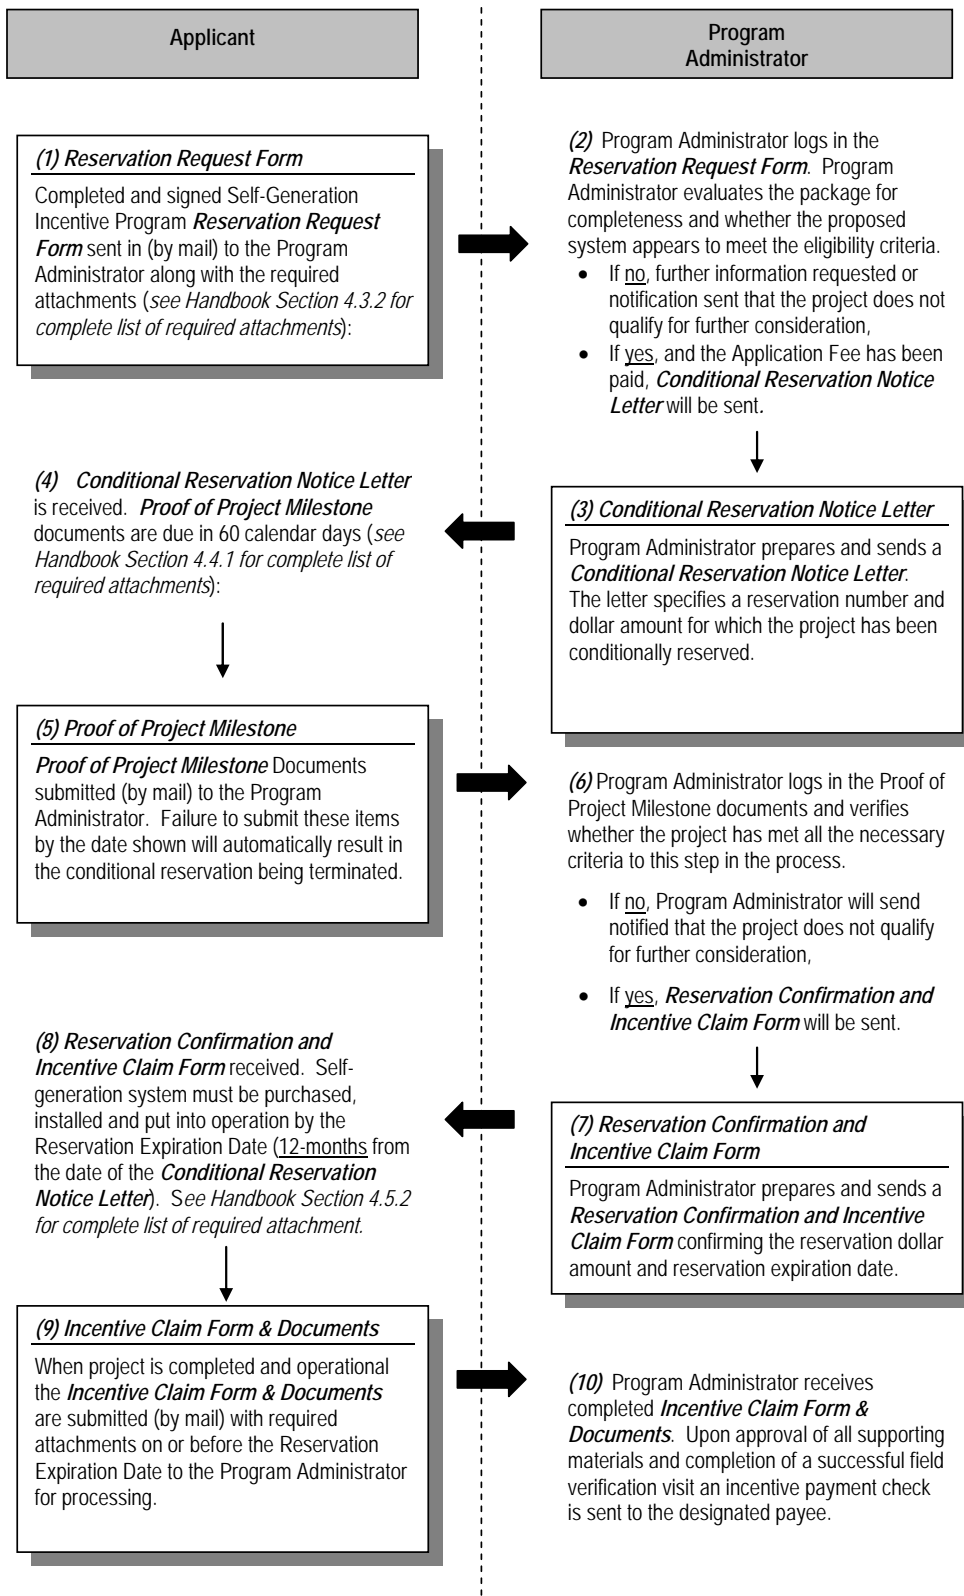 Applicant
Program
Administrator
(1) Reservation Request Form
Completed and signed Self-Generation
Incentive Program Reservation Request
Form sent in (by mail) to the Program
Administrator along with the required
attachments (see Handbook Section 4.3.2 for
complete list of required attachments):
(2) Program Administrator logs in the
Reservation Request Form. Program
Administrator evaluates the package for
completeness and whether the proposed
system appears to meet the eligibility criteria.
• If no, further information requested or
notification sent that the project does not
qualify for further consideration,
• If yes, and the Application Fee has been
paid, Conditional Reservation Notice
Letter will be sent.
(3) Conditional Reservation Notice Letter
Program Administrator prepares and sends a
Conditional Reservation Notice Letter.
The letter specifies a reservation number and
dollar amount for which the project has been
conditionally reserved.
(4) Conditional Reservation Notice Letter
is received. Proof of Project Milestone
documents are due in 60 calendar days (see
Handbook Section 4.4.1 for complete list of
required attachments):
(5) Proof of Project Milestone
Proof of Project Milestone Documents
submitted (by mail) to the Program
Administrator. Failure to submit these items
by the date shown will automatically result in
the conditional reservation being terminated.
(6) Program Administrator logs in the Proof of
Project Milestone documents and verifies
whether the project has met all the necessary
criteria to this step in the process.
• If no, Program Administrator will send
notified that the project does not qualify
for further consideration,
• If yes, Reservation Confirmation and
Incentive Claim Form will be sent.
(7) Reservation Confirmation and
Incentive Claim Form
Program Administrator prepares and sends a
Reservation Confirmation and Incentive
Claim Form confirming the reservation dollar
amount and reservation expiration date.
(8) Reservation Confirmation and
Incentive Claim Form received. Self-
generation system must be purchased,
installed and put into operation by the
Reservation Expiration Date (12-months from
the date of the Conditional Reservation
Notice Letter). See Handbook Section 4.5.2
for complete list of required attachment.
(9) Incentive Claim Form & Documents
When project is completed and operational
the Incentive Claim Form & Documents
are submitted (by mail) with required
attachments on or before the Reservation
Expiration Date to the Program Administrator
for processing.
(10) Program Administrator receives
completed Incentive Claim Form &
Documents. Upon approval of all supporting
materials and completion of a successful field
verification visit an incentive payment check
is sent to the designated payee.